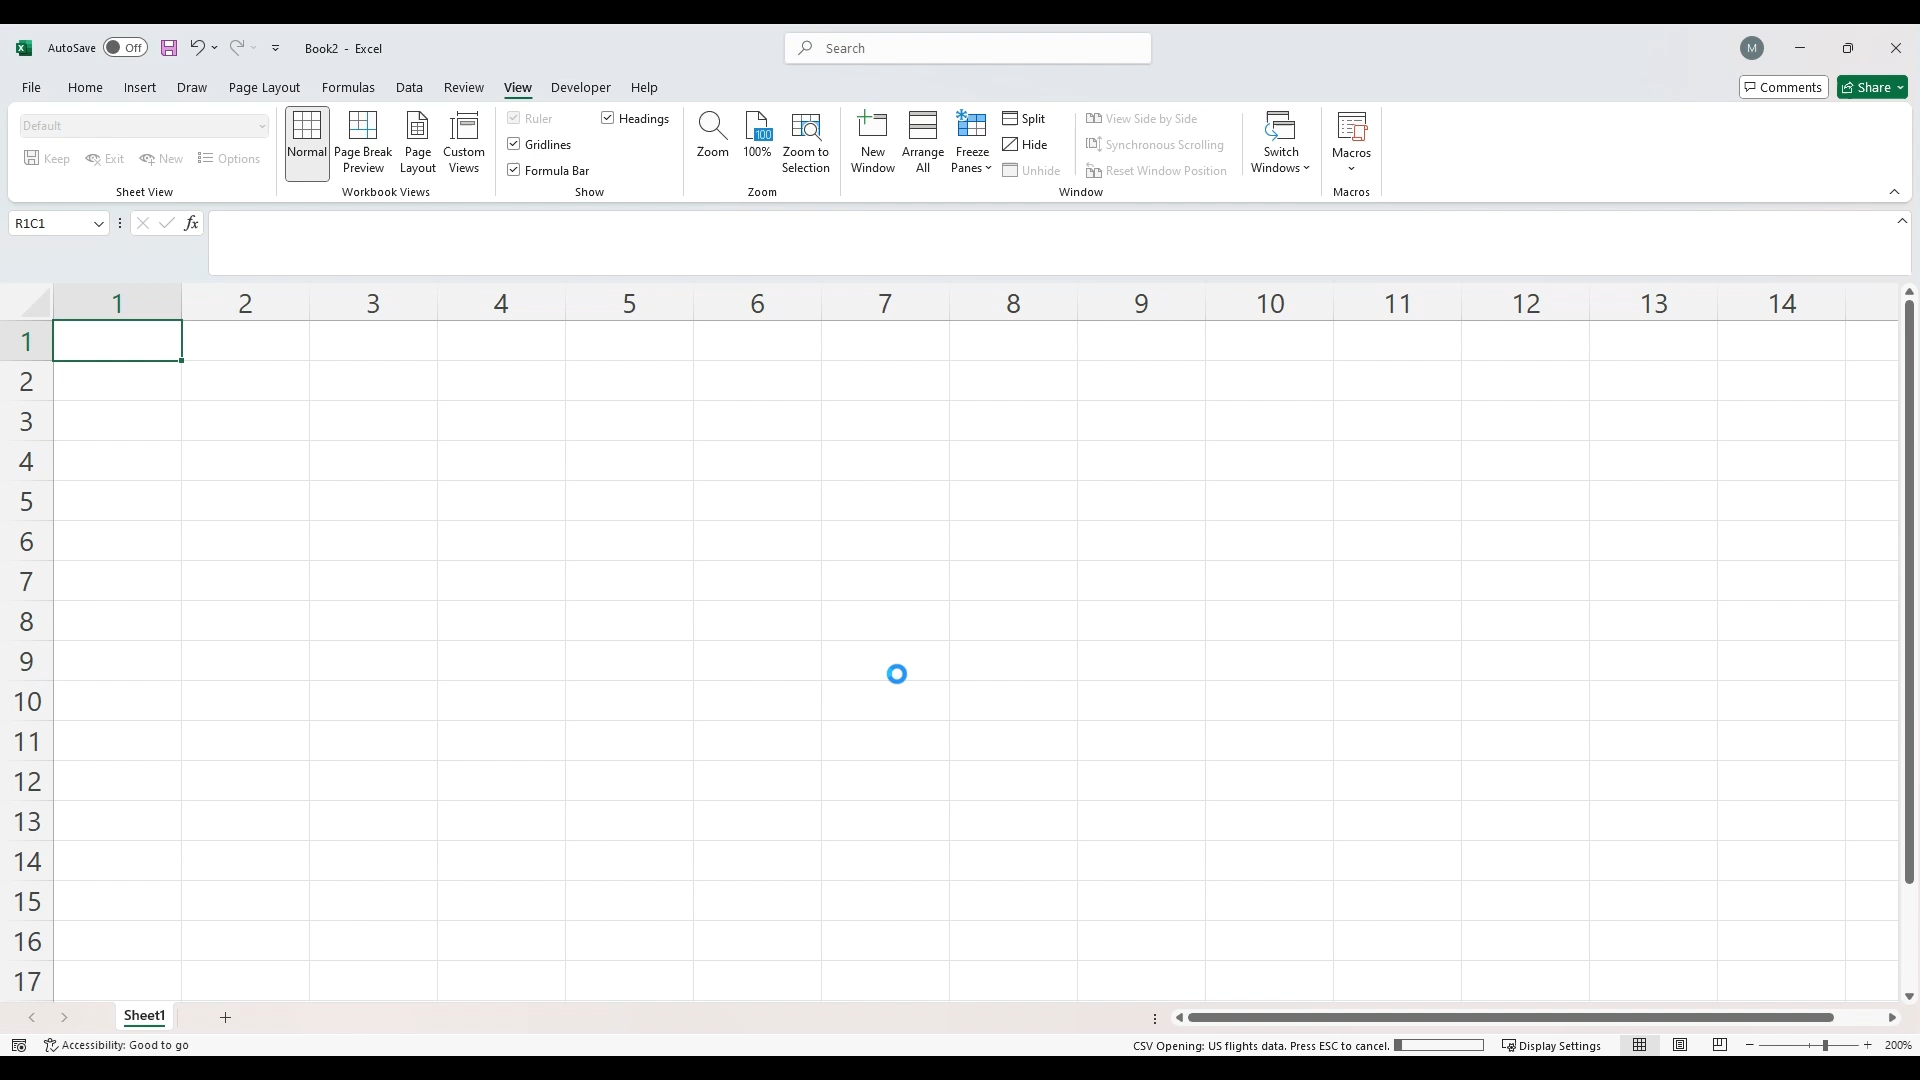 AutoSave Off Book2 - Excel Search M
File Home Insert Draw Page Layout Formulas Data Review View Developer Help Comments Share
Default
Keep Exit New Options
Sheet View
Normal
Page Break Preview
Page Layout
Custom Views
Workbook Views
Ruler
Gridlines
Formula Bar
Headings
Show
Zoom
100
100%
Zoom to Selection
Zoom
New Window
Arrange All
Freeze Panes
Split
Hide
Unhide
View Side by Side
Synchronous Scrolling
Reset Window Position
Window
Switch Windows
Macros
Macros
R1C1 fx
1 2 3 4 5 6 7 8 9 10 11 12 13 14
1
2
3
4
5
6
7
8
9
10
11
12
13
14
15
16
17
Sheet1
Accessibility: Good to go CSV Opening: US flights data. Press ESC to cancel. Display Settings 200%